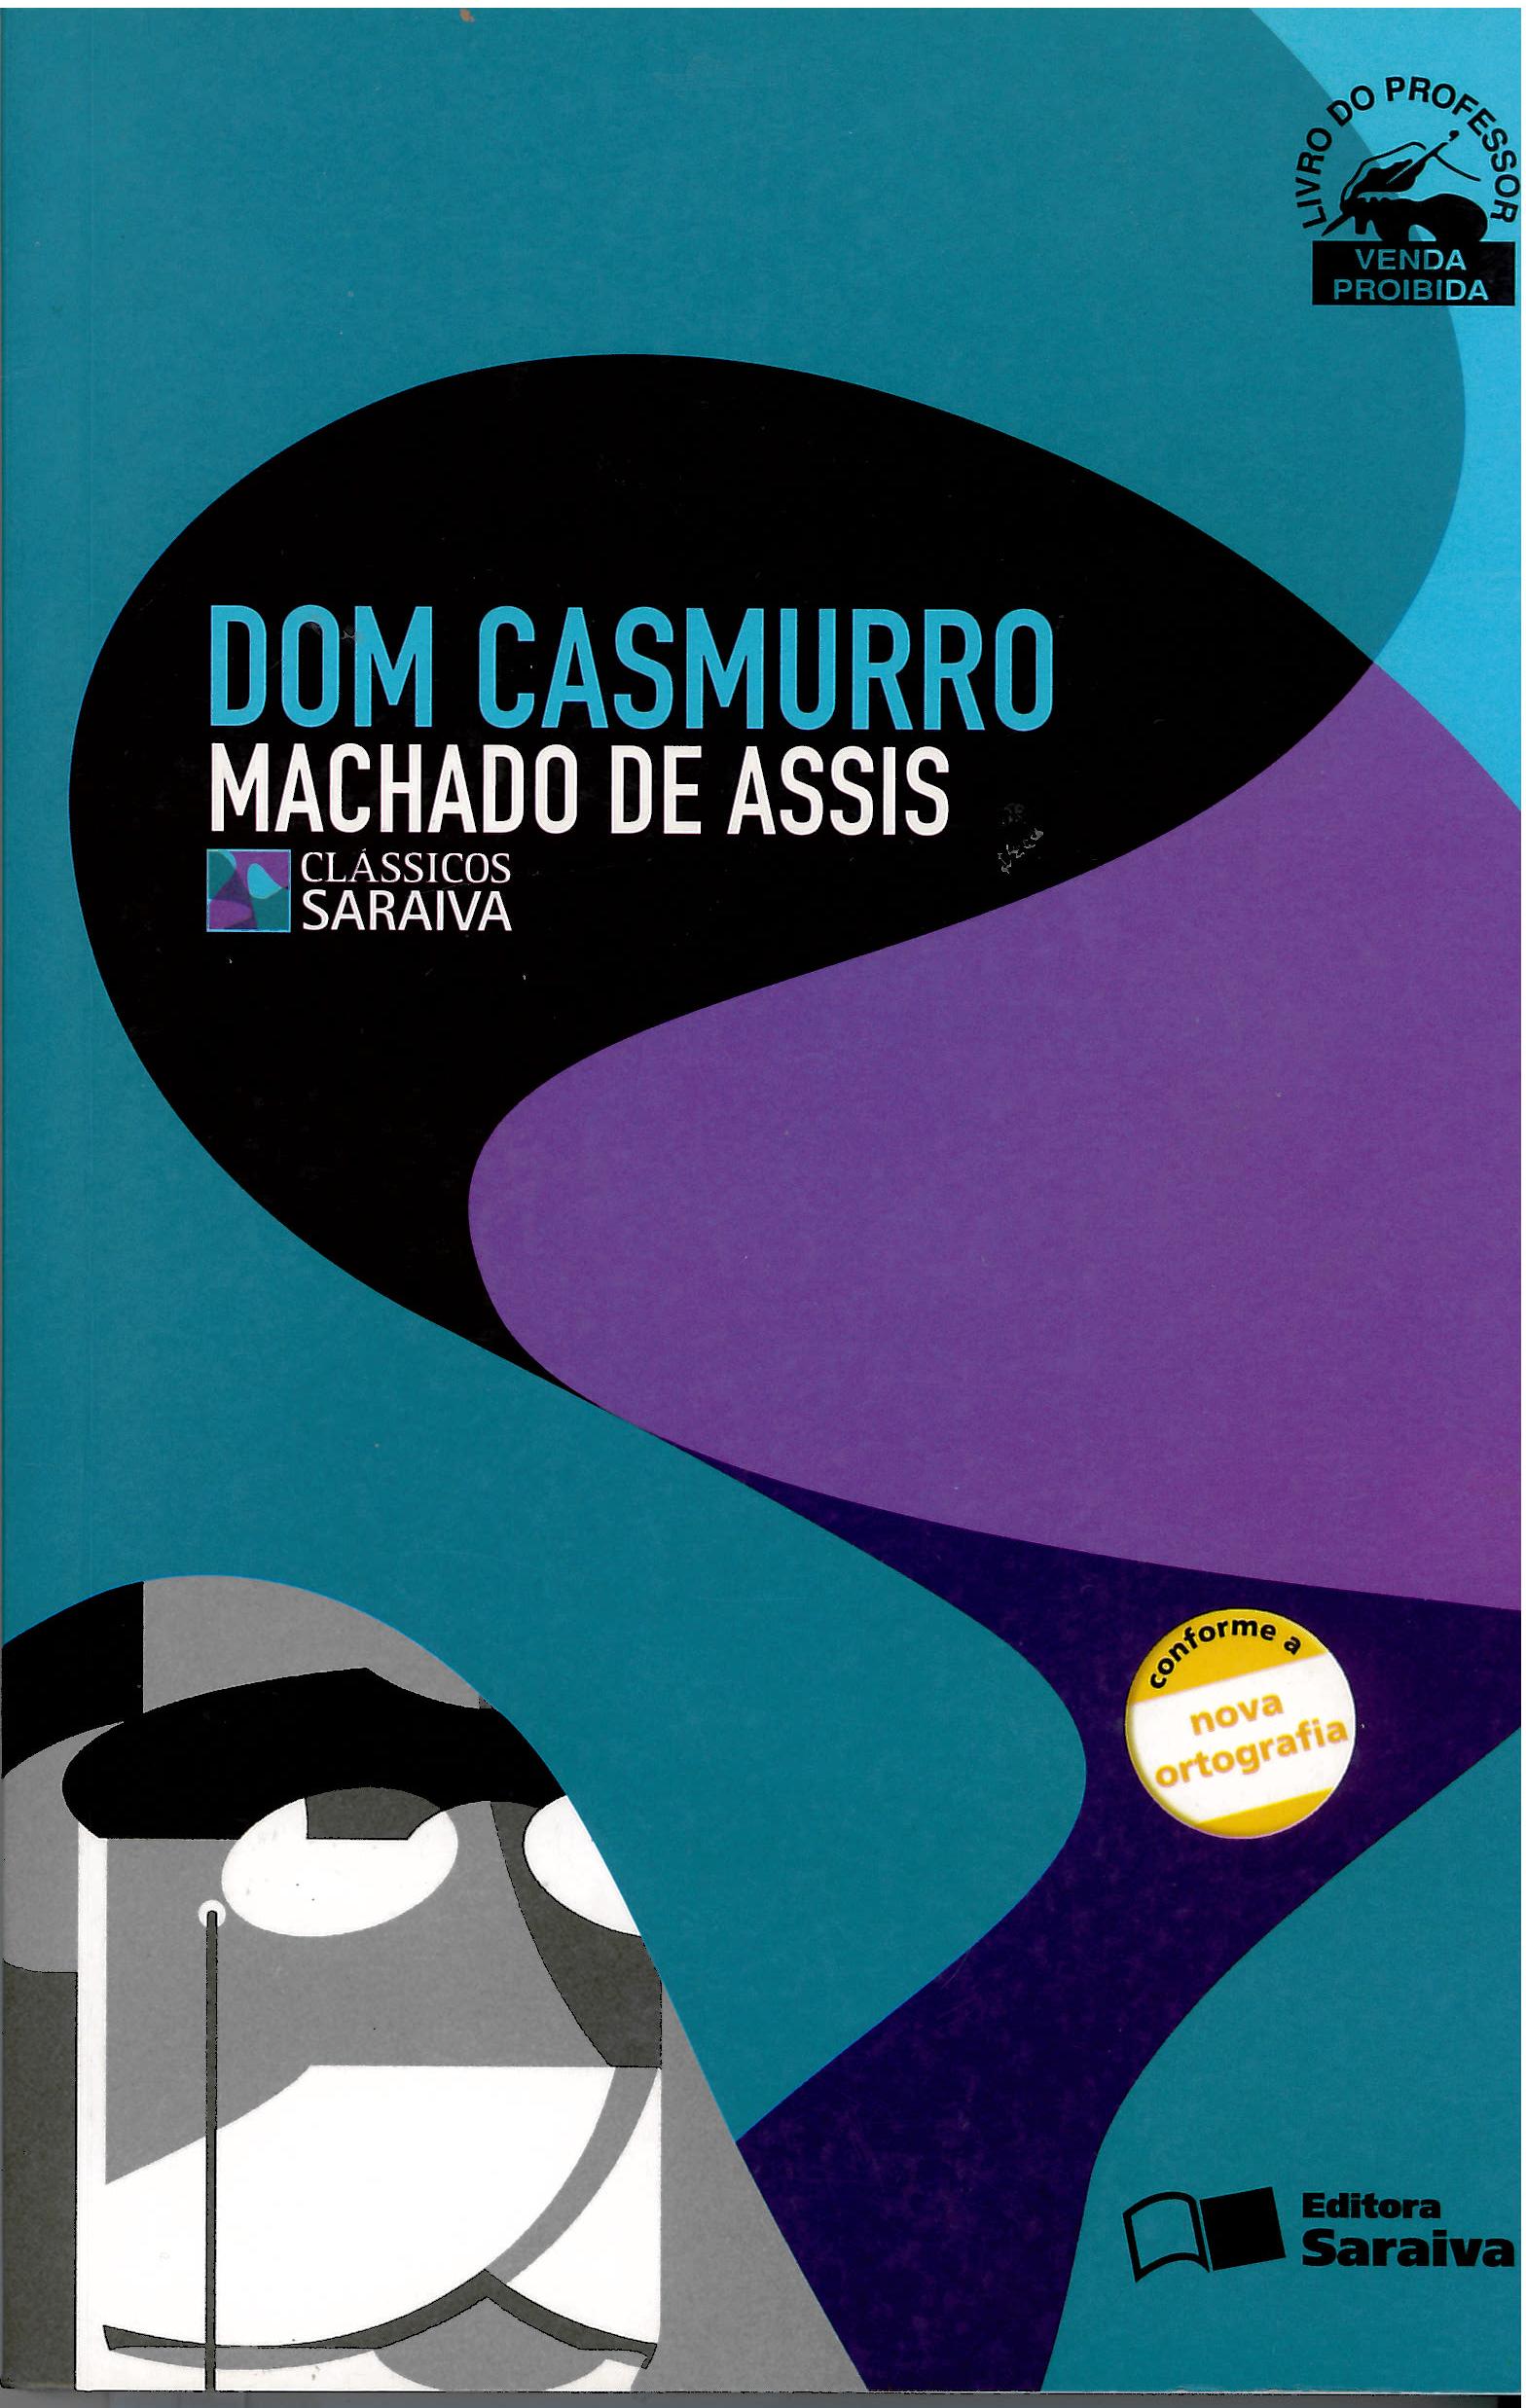 LIVRO DO PROFESSOR
VENDA
PROIBIDA
DOM CASMURRO
MACHADO DE ASSIS
CLÁSSICOS
SARAIVA
conforme a
nova
ortografia
Editora
Saraiva